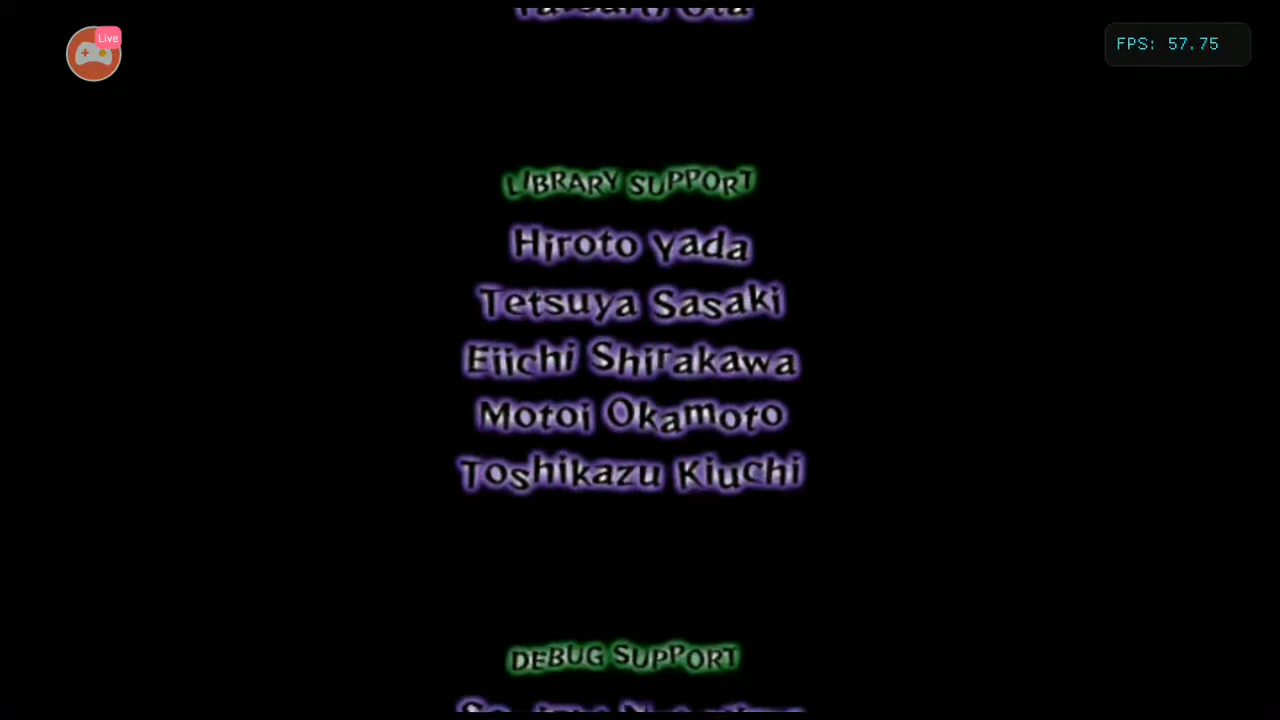 Live
FPS: 57.75
LIBRARY SUPPORT
Hiroto Yada
Tetsuya Sasaki
Eiichi Shirakawa
Motoi Okamoto
Toshikazu Kiuchi
DEBUG SUPPORT